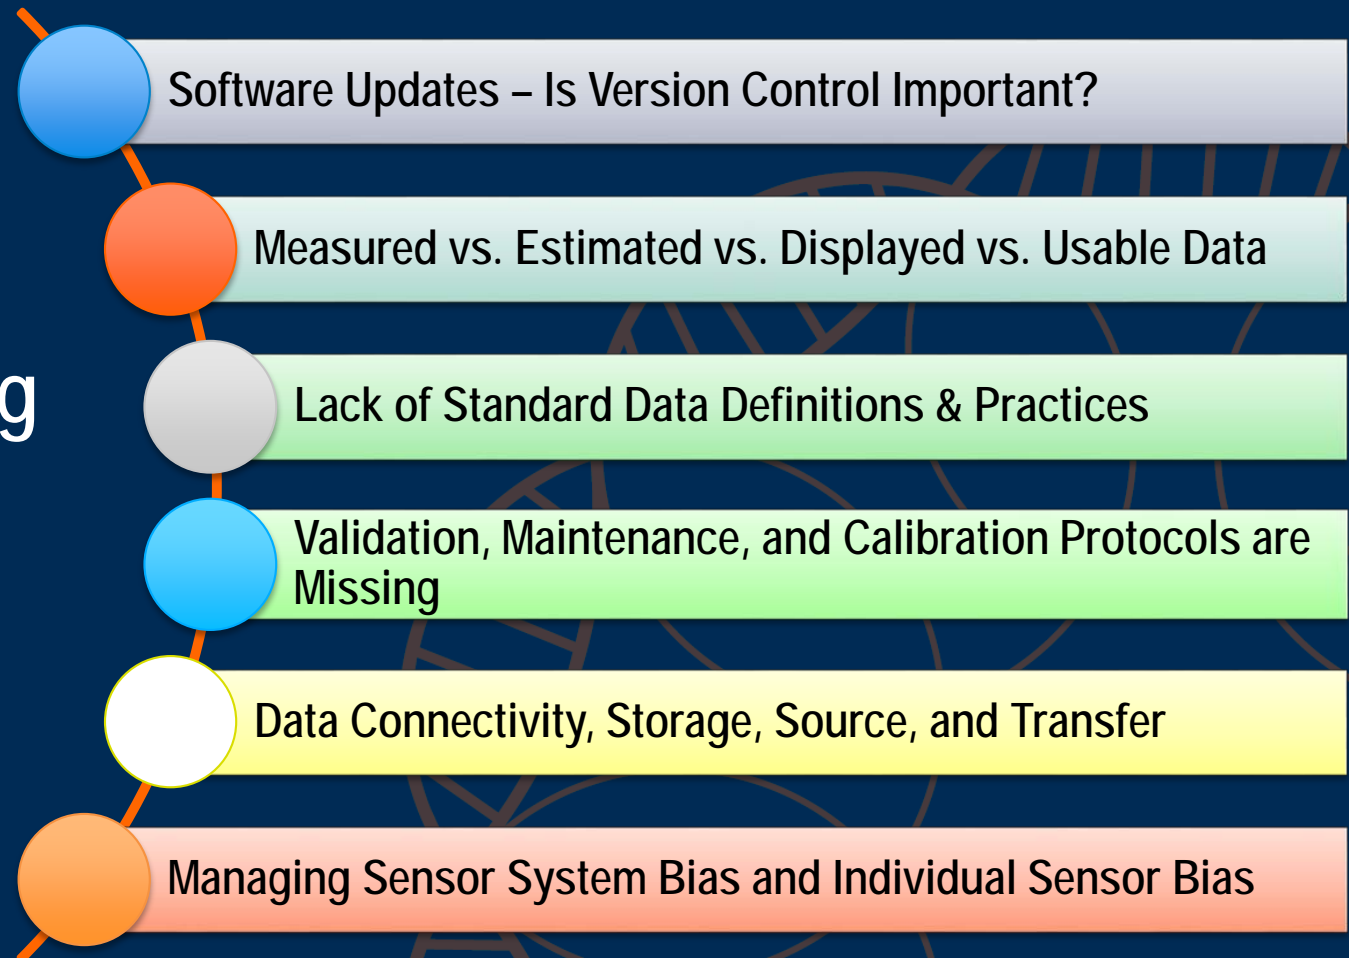 Software Updates – Is Version Control Important?
Measured vs. Estimated vs. Displayed vs. Usable Data
Lack of Standard Data Definitions & Practices
Validation, Maintenance, and Calibration Protocols are
Missing
Data Connectivity, Storage, Source, and Transfer
Managing Sensor System Bias and Individual Sensor Bias